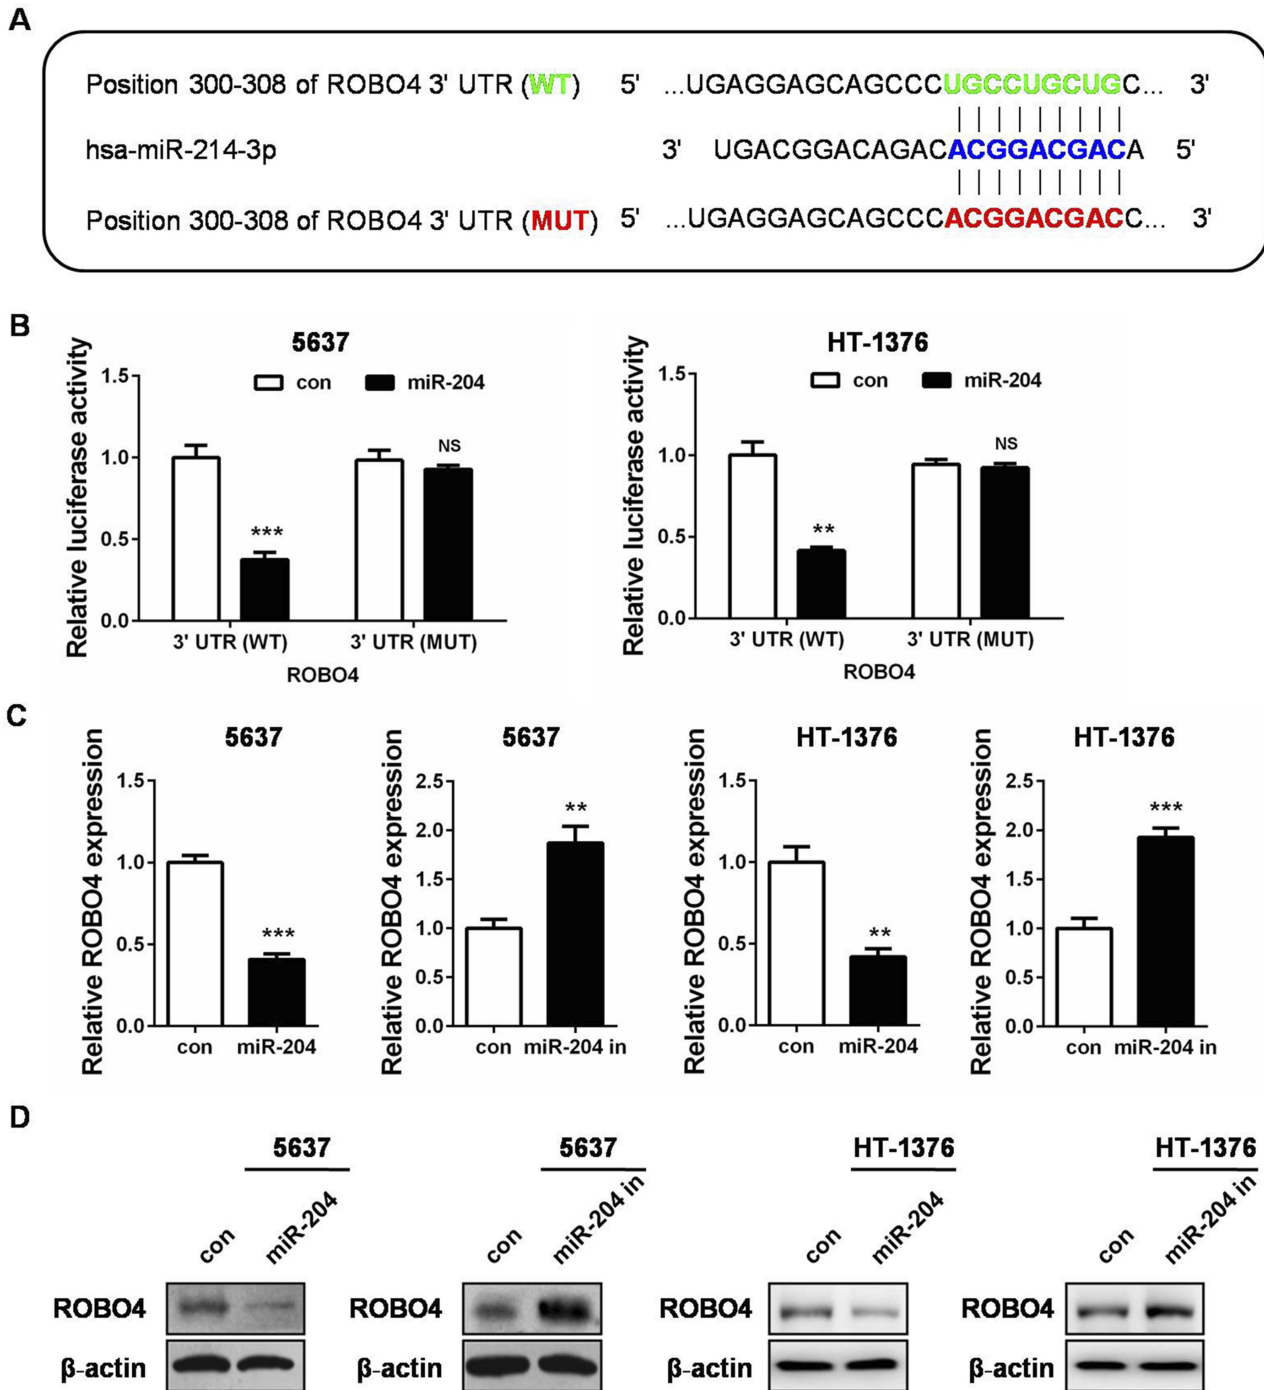 A
Position 300-308 of ROBO4 3' UTR (WT) 5' ...UGAGGAGCAGCCCUGCCUGCUGC... 3'
hsa-miR-214-3p 3' UGACGGACAGACACGGACGACA 5'
Position 300-308 of ROBO4 3' UTR (MUT) 5' ...UGAGGAGCAGCCCACGGACGACC... 3'
B
5637
con miR-204
Relative luciferase activity
1.5
1.0
0.5
0.0
***
NS
3' UTR (WT) 3' UTR (MUT)
ROBO4
HT-1376
con miR-204
Relative luciferase activity
1.5
1.0
0.5
0.0
**
NS
3' UTR (WT) 3' UTR (MUT)
ROBO4
C
5637
Relative ROBO4 expression
1.5
1.0
0.5
0.0
***
con miR-204
5637
Relative ROBO4 expression
2.5
2.0
1.5
1.0
0.5
0.0
**
con miR-204 in
HT-1376
Relative ROBO4 expression
1.5
1.0
0.5
0.0
**
con miR-204
HT-1376
Relative ROBO4 expression
2.5
2.0
1.5
1.0
0.5
0.0
***
con miR-204 in
D
5637
con miR-204
ROBO4
β-actin
5637
con miR-204 in
ROBO4
β-actin
HT-1376
con miR-204
ROBO4
β-actin
HT-1376
con miR-204 in
ROBO4
β-actin